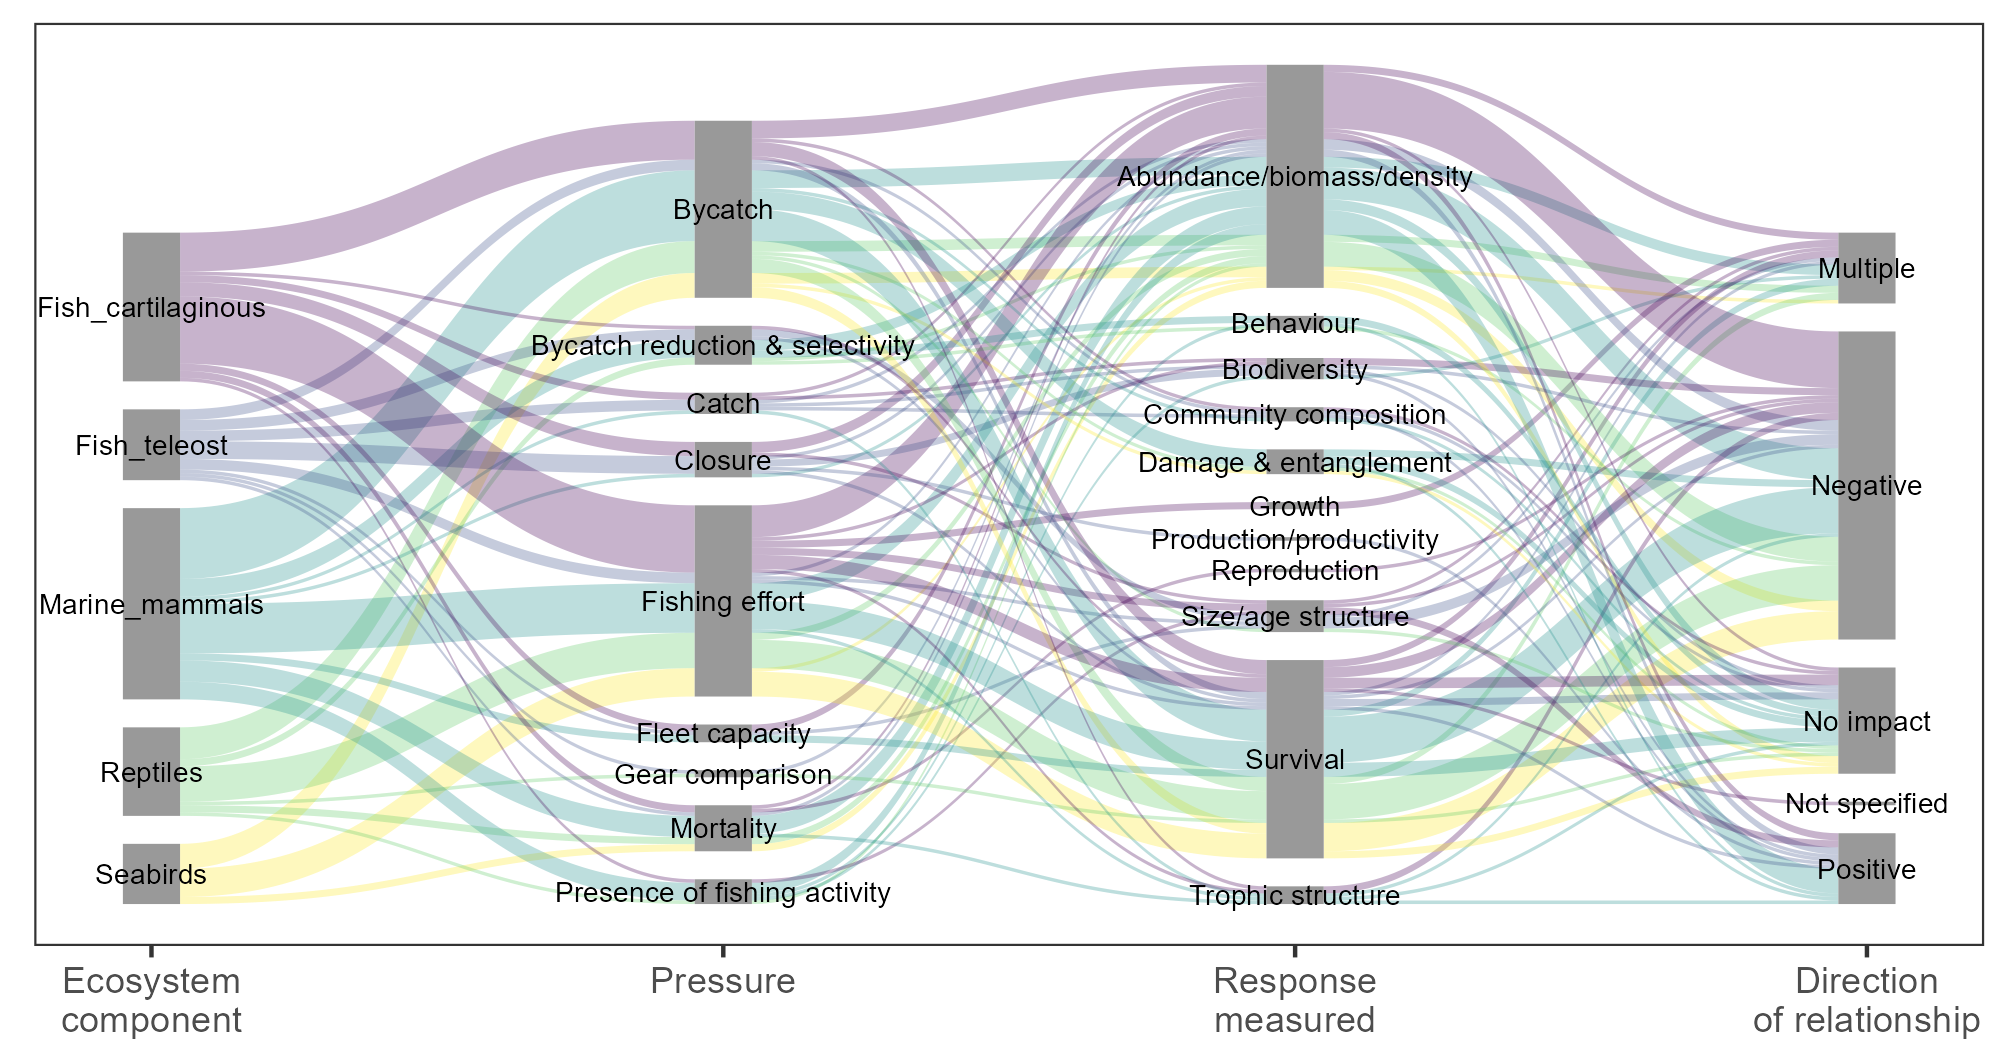 Fish_cartilaginous
Fish_teleost
Marine_mammals
Reptiles
Seabirds
Bycatch
Bycatch reduction & selectivity
Catch
Closure
Fishing effort
Fleet capacity
Gear comparison
Mortality
Presence of fishing activity
Abundance/biomass/density
Behaviour
Biodiversity
Community composition
Damage & entanglement
Growth
Production/productivity
Reproduction
Size/age structure
Survival
Trophic structure
Multiple
Negative
No impact
Not specified
Positive
Ecosystem
component
Pressure
Response
measured
Direction
of relationship